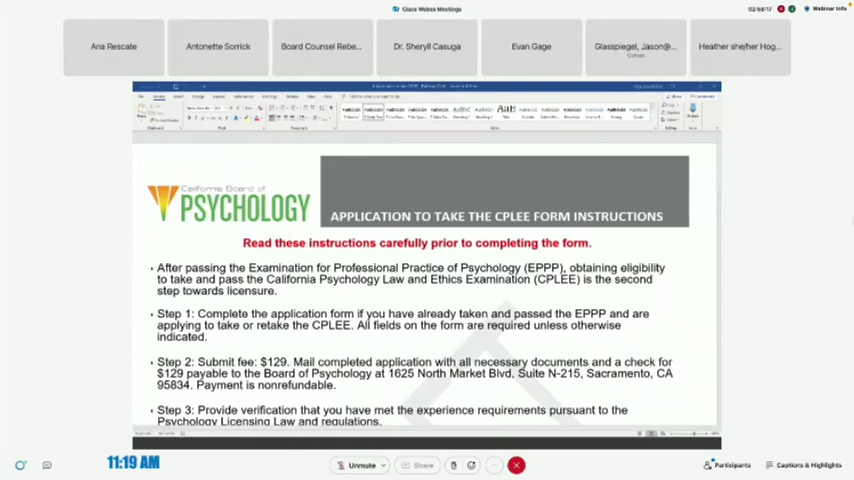 Cisco Webex Meetings
02:58:17
Webinar Info
Ana Rescate
Antonette Sorrick
Board Counsel Rebe...
Dr. Sheryll Casuga
Evan Gage
Glasspiegel, Jason@...
Cohost
Heather she/her Hog...
California Board of
PSYCHOLOGY
APPLICATION TO TAKE THE CPLEE FORM INSTRUCTIONS
Read these instructions carefully prior to completing the form.
• After passing the Examination for Professional Practice of Psychology (EPPP), obtaining eligibility
to take and pass the California Psychology Law and Ethics Examination (CPLEE) is the second
step towards licensure.
• Step 1: Complete the application form if you have already taken and passed the EPPP and are
applying to take or retake the CPLEE. All fields on the form are required unless otherwise
indicated.
• Step 2: Submit fee: $129. Mail completed application with all necessary documents and a check for
$129 payable to the Board of Psychology at 1625 North Market Blvd, Suite N-215, Sacramento, CA
95834. Payment is nonrefundable.
• Step 3: Provide verification that you have met the experience requirements pursuant to the
Psychology Licensing Law and regulations.
11:19 AM
Unmute
Share
Participants
Captions & Highlights